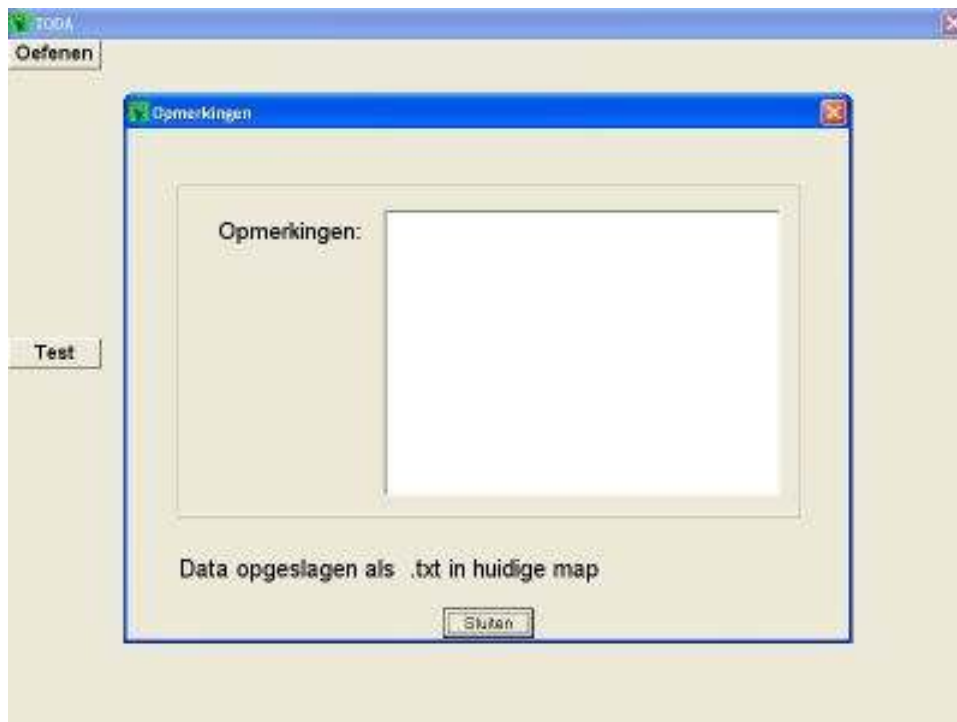 TODA
Oefenen
Opmerkingen
Opmerkingen:
Test
Data opgeslagen als .txt in huidige map
Sluiten